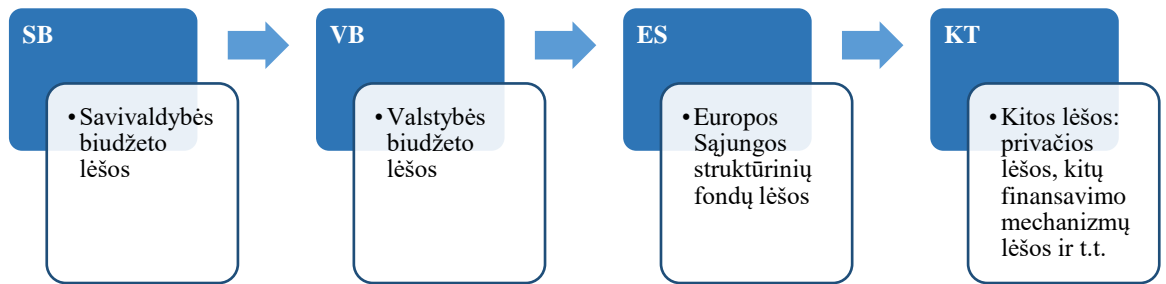 SB
• Savivaldybės
biudžeto
lėšos
VB
• Valstybės
biudžeto
lėšos
ES
• Europos
Sąjungos
struktūrinių
fondų lėšos
KT
• Kitos lėšos:
privačios
lėšos, kitų
finansavimo
mechanizmų
lėšos ir t.t.